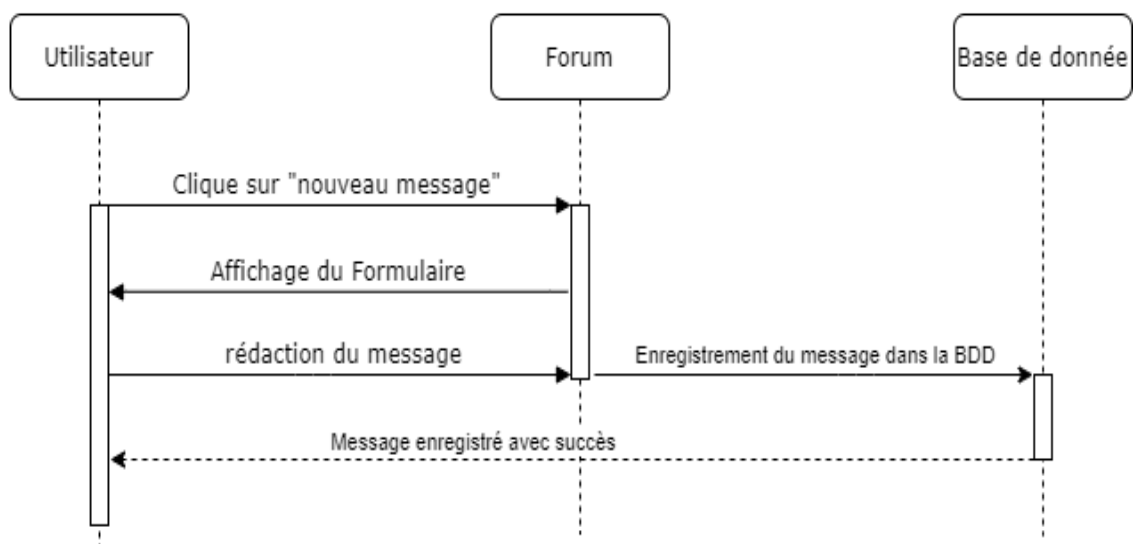 Utilisateur
Forum
Base de donnée
Clique sur "nouveau message"
Affichage du Formulaire
rédaction du message
Enregistrement du message dans la BDD
Message enregistré avec succès